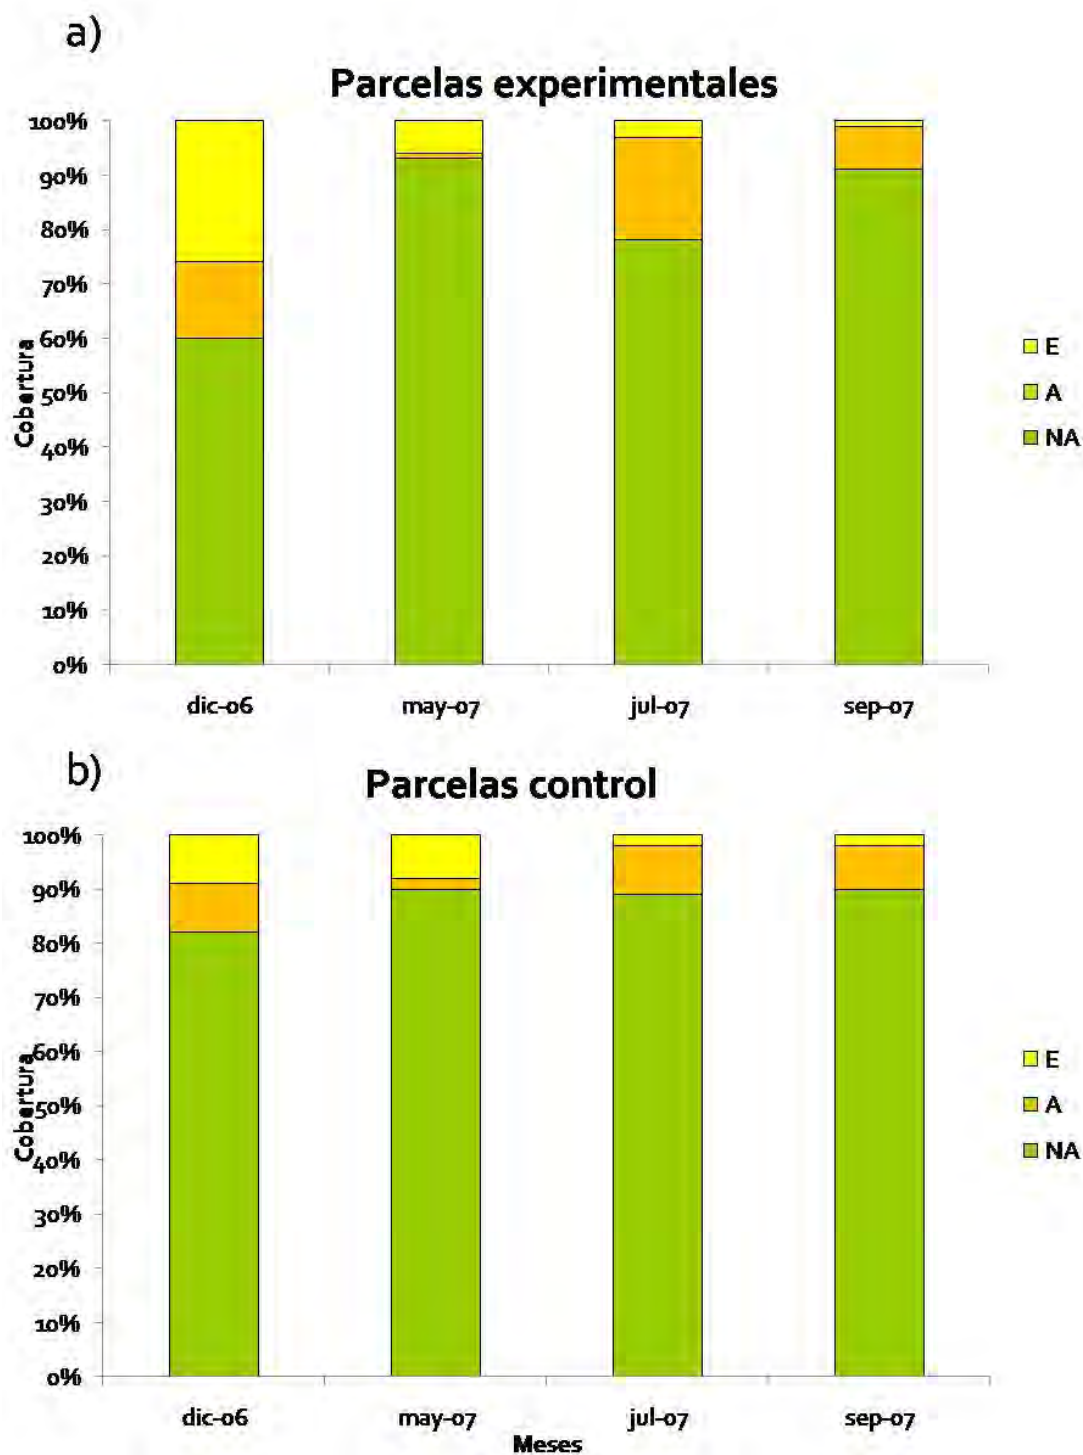 a)
Parcelas experimentales
100%
90%
80%
70%
60%
50%
40%
30%
20%
10%
0%
Cobertura
dic-06
may-07
jul-07
sep-07
E
A
NA
b)
Parcelas control
100%
90%
80%
70%
60%
50%
40%
30%
20%
10%
0%
Cobertura
dic-06
may-07
jul-07
sep-07
Meses
E
A
NA